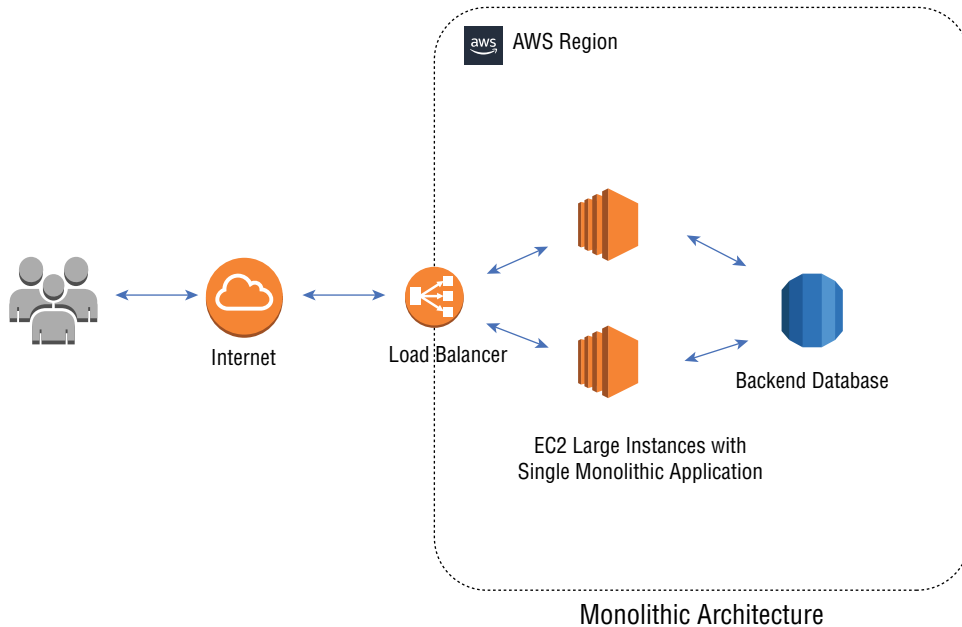 aws
AWS Region
Internet
Load Balancer
Backend Database
EC2 Large Instances with
Single Monolithic Application
Monolithic Architecture